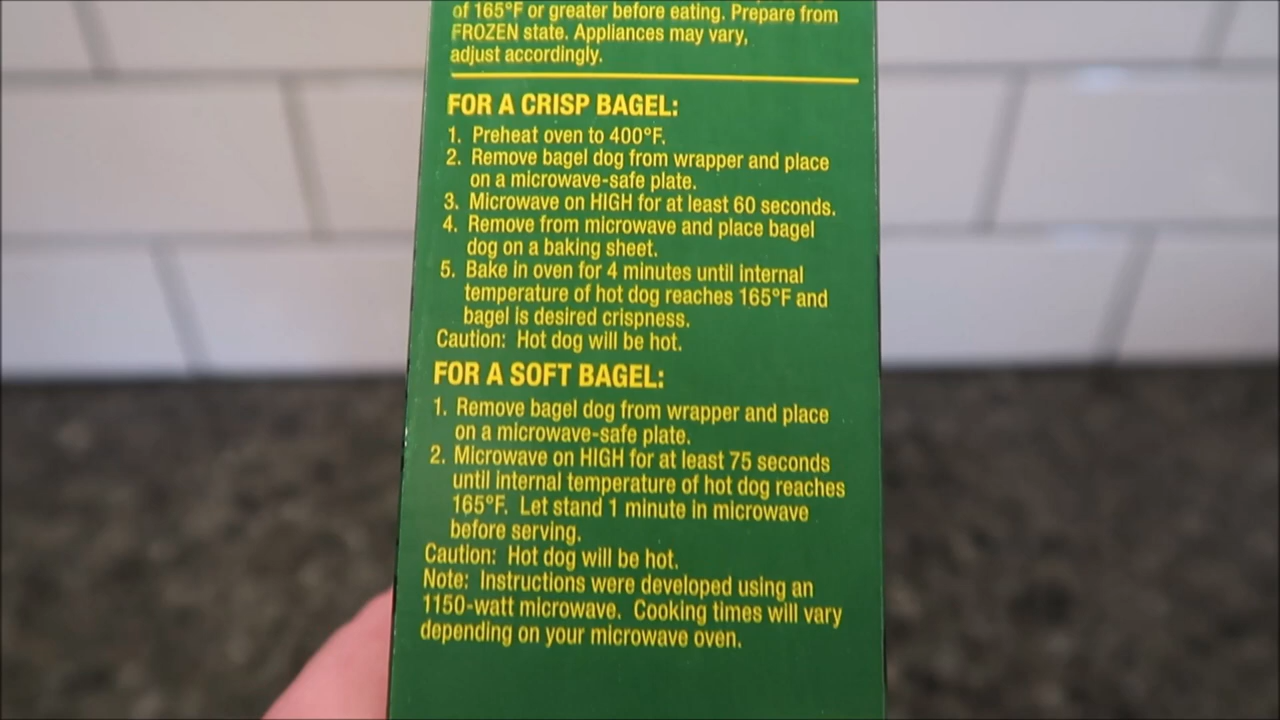 of 165°F or greater before eating. Prepare from
FROZEN state. Appliances may vary,
adjust accordingly.
FOR A CRISP BAGEL:
1. Preheat oven to 400°F.
2. Remove bagel dog from wrapper and place
on a microwave-safe plate.
3. Microwave on HIGH for at least 60 seconds.
4. Remove from microwave and place bagel
dog on a baking sheet.
5. Bake in oven for 4 minutes until internal
temperature of hot dog reaches 165°F and
bagel is desired crispness.
Caution: Hot dog will be hot.
FOR A SOFT BAGEL:
1. Remove bagel dog from wrapper and place
on a microwave-safe plate.
2. Microwave on HIGH for at least 75 seconds
until internal temperature of hot dog reaches
165°F. Let stand 1 minute in microwave
before serving.
Caution: Hot dog will be hot.
Note: Instructions were developed using an
1150-watt microwave. Cooking times will vary
depending on your microwave oven.